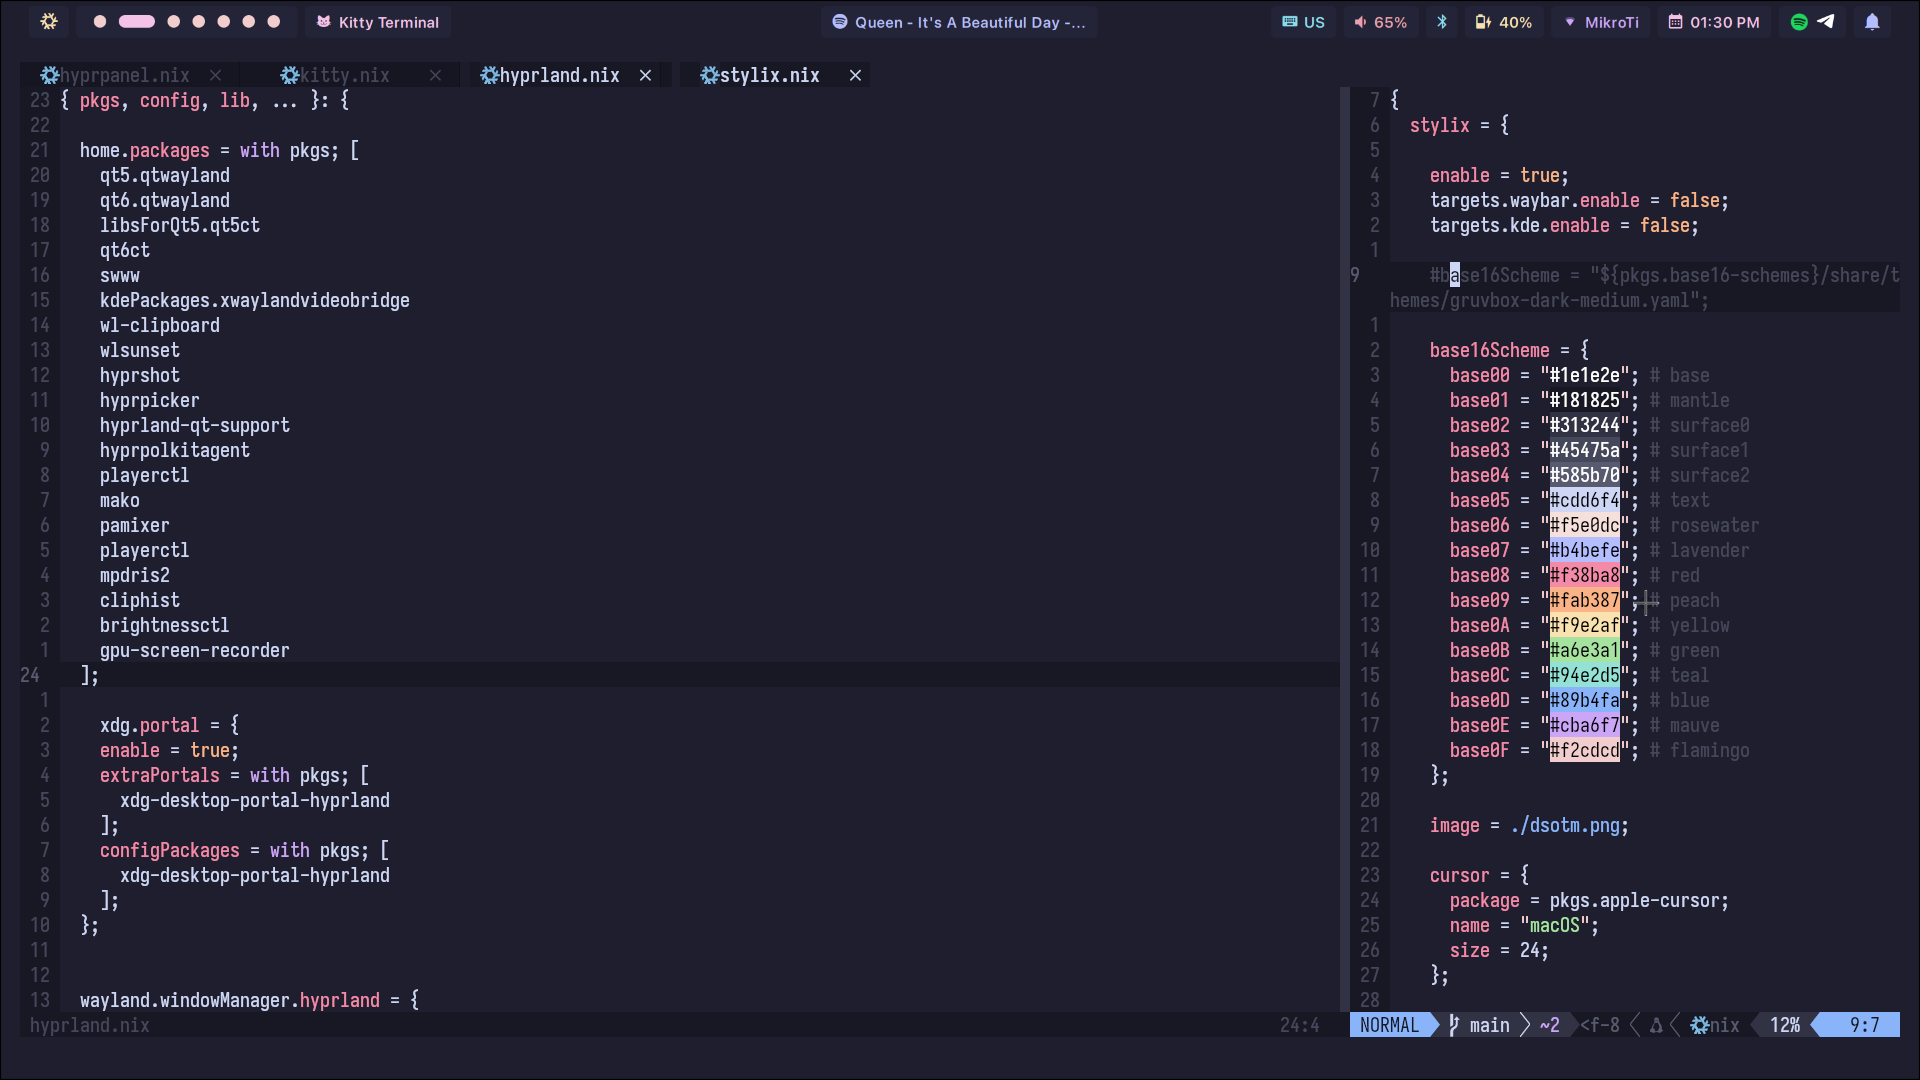 Kitty Terminal
Queen - It's A Beautiful Day -...
US
65%
40%
MikroTi
01:30 PM
hyprpanel.nix ×
kitty.nix ×
hyprland.nix ×
stylix.nix ×
23 { pkgs, config, lib, ... }: {
22
21 home.packages = with pkgs; [
20 qt5.qtwayland
19 qt6.qtwayland
18 libsForQt5.qt5ct
17 qt6ct
16 swww
15 kdePackages.xwaylandvideobridge
14 wl-clipboard
13 wlsunset
12 hyprshot
11 hyprpicker
10 hyprland-qt-support
9 hyprpolkitagent
8 playerctl
7 mako
6 pamixer
5 playerctl
4 mpdris2
3 cliphist
2 brightnessctl
1 gpu-screen-recorder
24 ];
1
2 xdg.portal = {
3 enable = true;
4 extraPortals = with pkgs; [
5 xdg-desktop-portal-hyprland
6 ];
7 configPackages = with pkgs; [
8 xdg-desktop-portal-hyprland
9 ];
10 };
11
12
13 wayland.windowManager.hyprland = {
hyprland.nix 24:4
7 {
6 stylix = {
5
4 enable = true;
3 targets.waybar.enable = false;
2 targets.kde.enable = false;
1
9 #base16Scheme = "${pkgs.base16-schemes}/share/t
hemes/gruvbox-dark-medium.yaml";
1
2 base16Scheme = {
3 base00 = "#1e1e2e"; # base
4 base01 = "#181825"; # mantle
5 base02 = "#313244"; # surface0
6 base03 = "#45475a"; # surface1
7 base04 = "#585b70"; # surface2
8 base05 = "#cdd6f4"; # text
9 base06 = "#f5e0dc"; # rosewater
10 base07 = "#b4befe"; # lavender
11 base08 = "#f38ba8"; # red
12 base09 = "#fab387"; # peach
13 base0A = "#f9e2af"; # yellow
14 base0B = "#a6e3a1"; # green
15 base0C = "#94e2d5"; # teal
16 base0D = "#89b4fa"; # blue
17 base0E = "#cba6f7"; # mauve
18 base0F = "#f2cdcd"; # flamingo
19 };
20
21 image = ./dsotm.png;
22
23 cursor = {
24 package = pkgs.apple-cursor;
25 name = "macOS";
26 size = 24;
27 };
28
NORMAL main ~2 <f-8 nix 12% 9:7